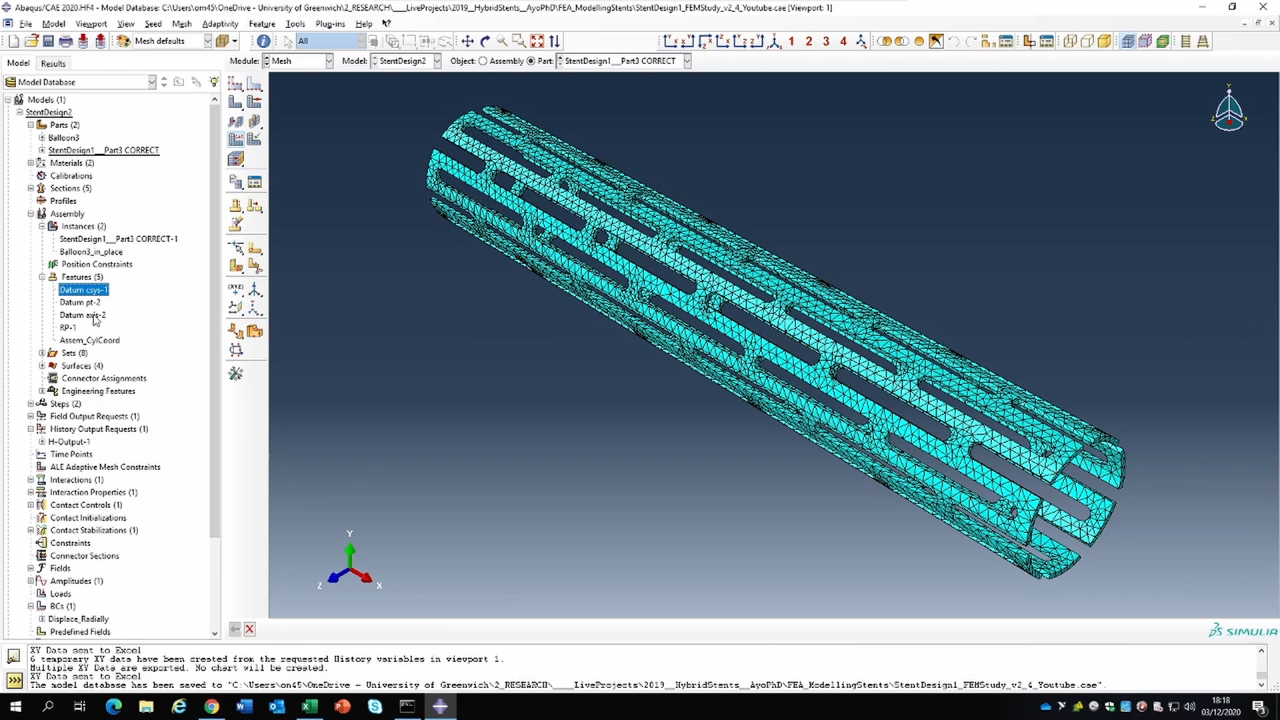 Abaqus/CAE 2020.HF4 - Model Database: C:\Users\om45\OneDrive - University of Greenwich\2_RESEARCH\____LiveProjects\2019__HybridStents__AyoPhD\FEA_ModellingStents\StentDesign1_FEMStudy_v2_4_Youtube.cae [Viewport: 1]
File Model Viewport View Seed Mesh Adaptivity Feature Tools Plug-ins Help
Mesh defaults
All
1 2 3 4
Model Results
Module: Mesh Model: StentDesign2 Object: Assembly Part: StentDesign1__Part3 CORRECT
Model Database
Models (1)
StentDesign2
Parts (2)
Balloon3
StentDesign1__Part3 CORRECT
Materials (2)
Calibrations
Sections (5)
Profiles
Assembly
Instances (2)
StentDesign1__Part3 CORRECT-1
Balloon3_in_place
Position Constraints
Features (5)
Datum csys-1
Datum pt-2
Datum axis-2
RP-1
Assem_CylCoord
Sets (8)
Surfaces (4)
Connector Assignments
Engineering Features
Steps (2)
Field Output Requests (1)
History Output Requests (1)
H-Output-1
Time Points
ALE Adaptive Mesh Constraints
Interactions (1)
Interaction Properties (1)
Contact Controls (1)
Contact Initializations
Contact Stabilizations (1)
Constraints
Connector Sections
Fields
Amplitudes (1)
Loads
BCs (1)
Displace_Radially
Predefined Fields
Y
Z
X
SIMULIA
XY Data sent to Excel
6 temporary XY data have been created from the requested History variables in viewport 1.
Multiple XY Data are exported. No chart will be created.
XY Data sent to Excel
The model database has been saved to "C:\Users\om45\OneDrive - University of Greenwich\2_RESEARCH\____LiveProjects\2019__HybridStents__AyoPhD\FEA_ModellingStents\StentDesign1_FEMStudy_v2_4_Youtube.cae".
18:18
03/12/2020